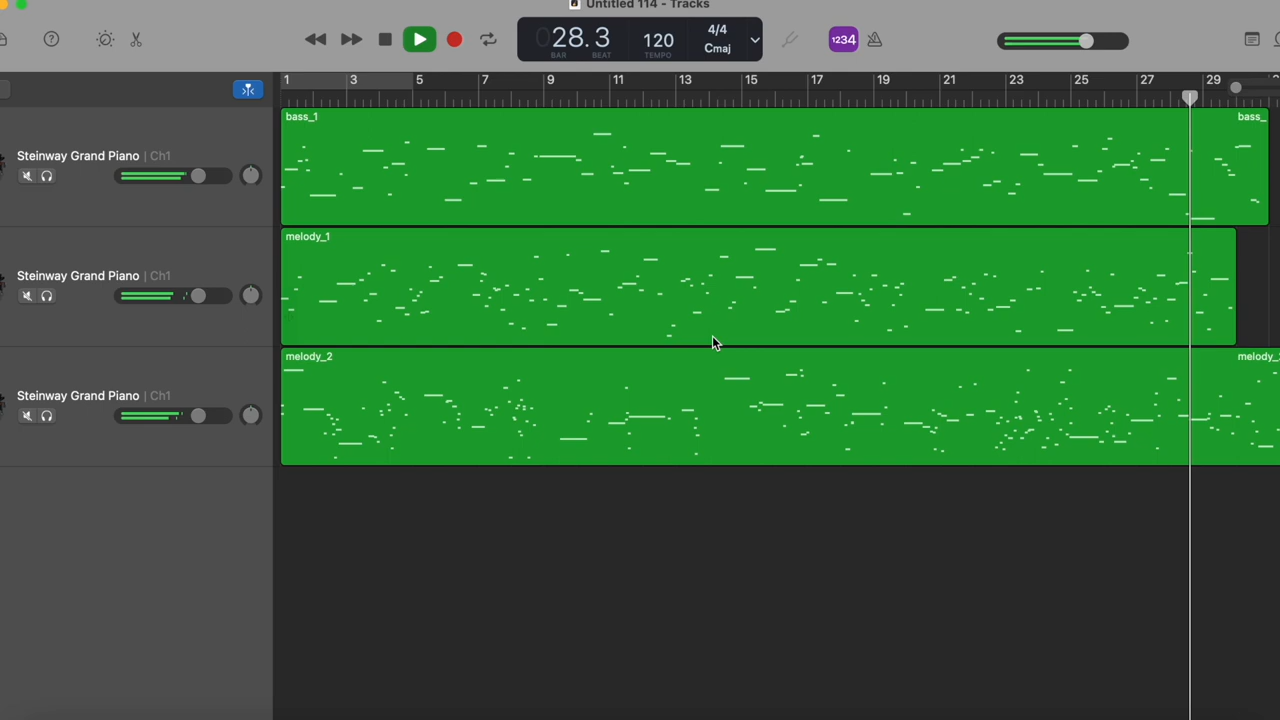 Untitled 114 - Tracks
028.3 120 4/4 Cmaj
BAR BEAT TEMPO
1234
1 3 5 7 9 11 13 15 17 19 21 23 25 27 29
bass_1 bass_
Steinway Grand Piano | Ch1
melody_1
Steinway Grand Piano | Ch1
melody_2 melody_
Steinway Grand Piano | Ch1